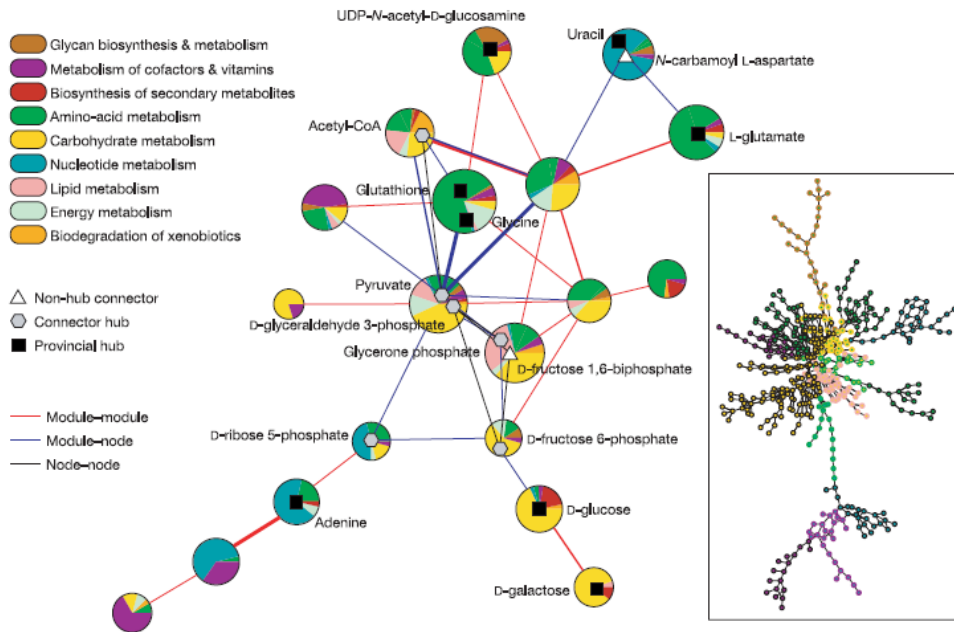 Glycan biosynthesis & metabolism
Metabolism of cofactors & vitamins
Biosynthesis of secondary metabolites
Amino-acid metabolism
Carbohydrate metabolism
Nucleotide metabolism
Lipid metabolism
Energy metabolism
Biodegradation of xenobiotics
Non-hub connector
Connector hub
Provincial hub
Module–module
Module–node
Node–node
UDP-N-acetyl-D-glucosamine
Uracil
N-carbamoyl L-aspartate
Acetyl-CoA
L-glutamate
Glutathione
Glycine
Pyruvate
D-glyceraldehyde 3-phosphate
Glycerone phosphate
D-fructose 1,6-biphosphate
D-ribose 5-phosphate
D-fructose 6-phosphate
Adenine
D-glucose
D-galactose